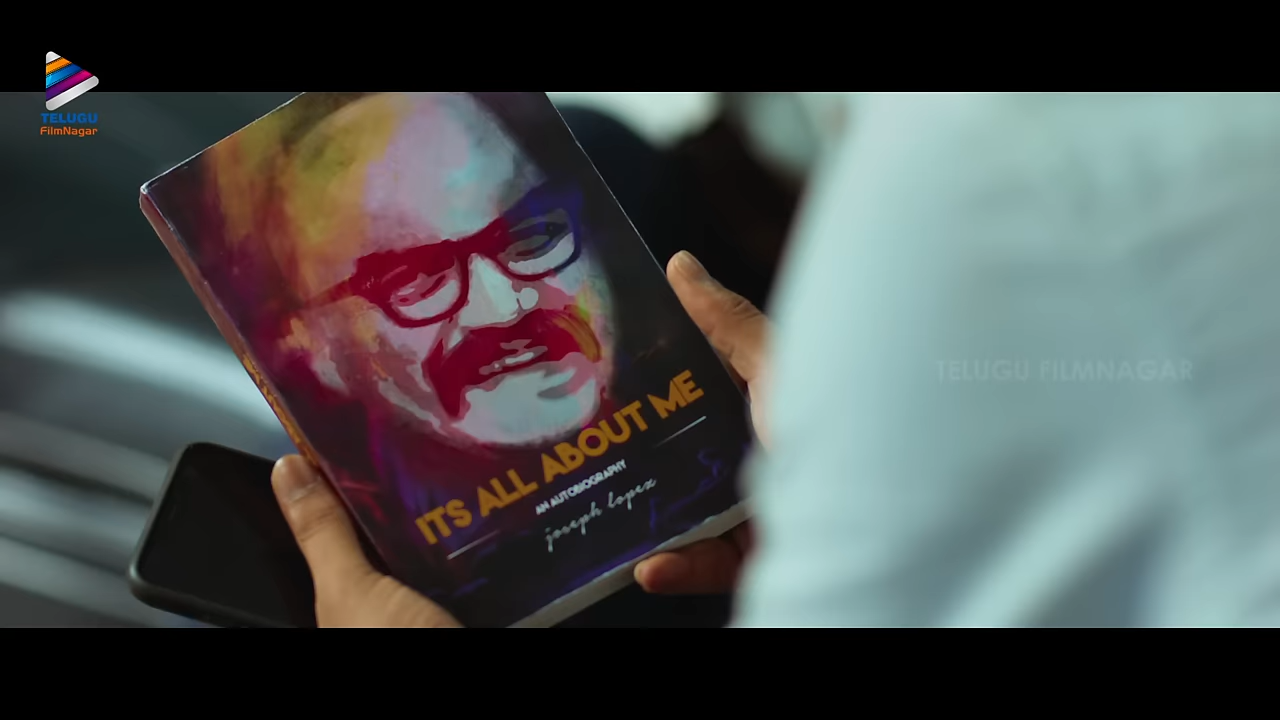 TELUGU
FilmNagar
TELUGU FILMNAGAR
ITS ALL ABOUT ME
AN AUTOBIOGRAPHY
joseph lopez